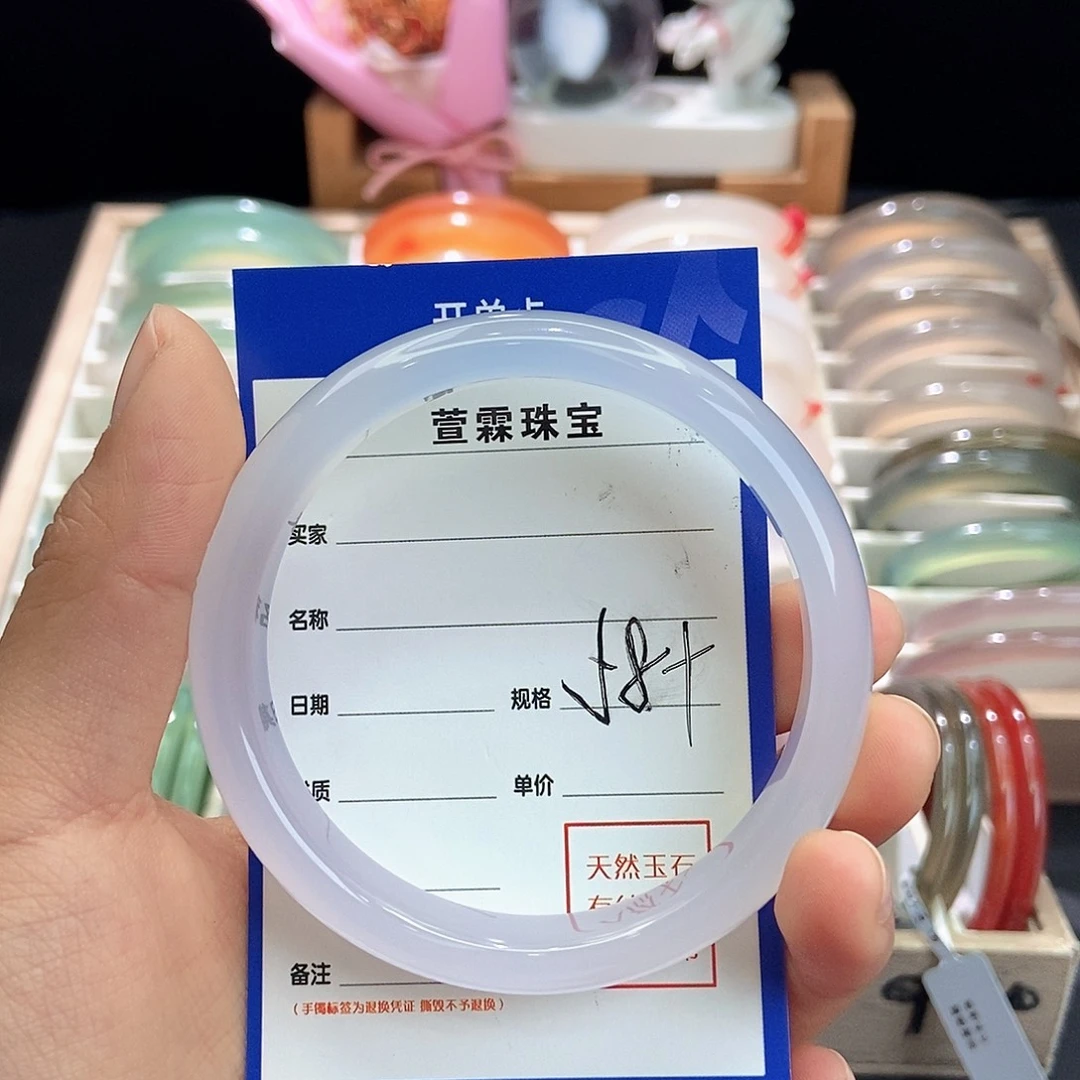 开单卡
萱霖珠宝
买家
名称
日期 规格 58+
质 单价
天然玉石
备注
(手镯标签为退换凭证 撕毁不予退换)